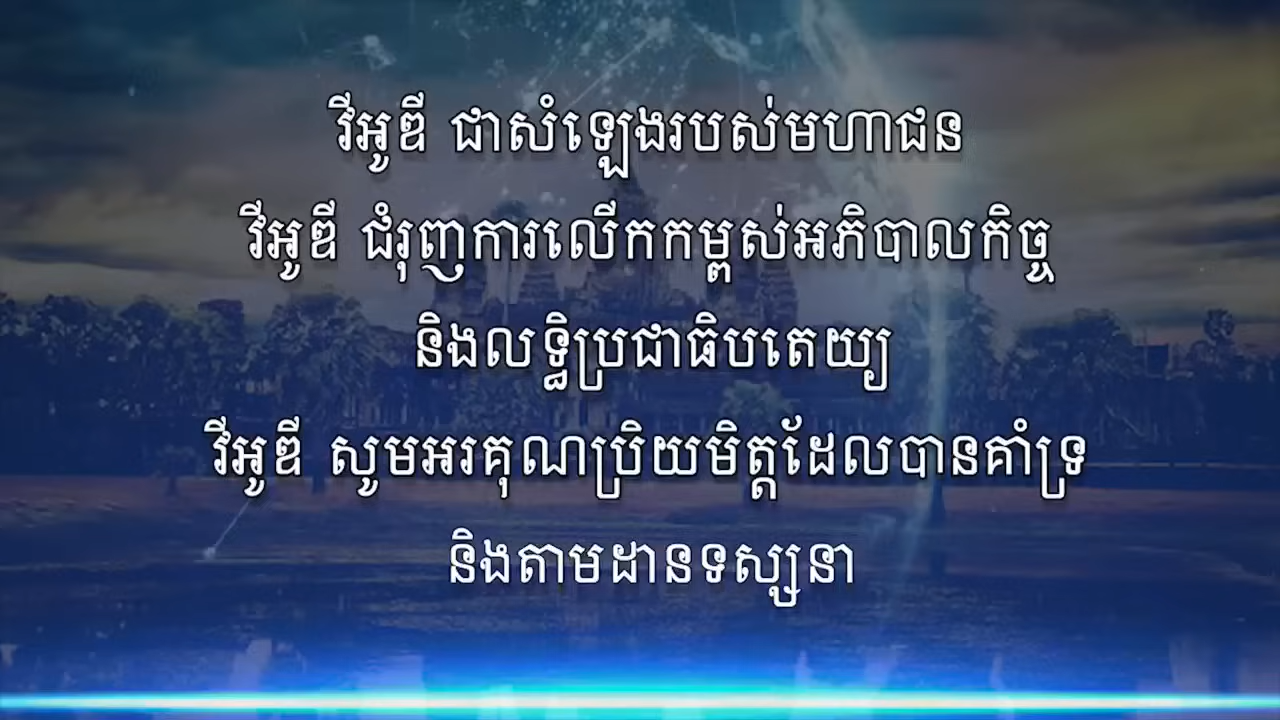 វីអូឌី ជាសំឡេងរបស់មហាជន
វីអូឌី ជំរុញការលើកកម្ពស់អភិបាលកិច្ច
និងលទ្ធិប្រជាធិបតេយ្យ
វីអូឌី សូមអរគុណប្រិយមិត្តដែលបានគាំទ្រ
និងតាមដានទស្សនា